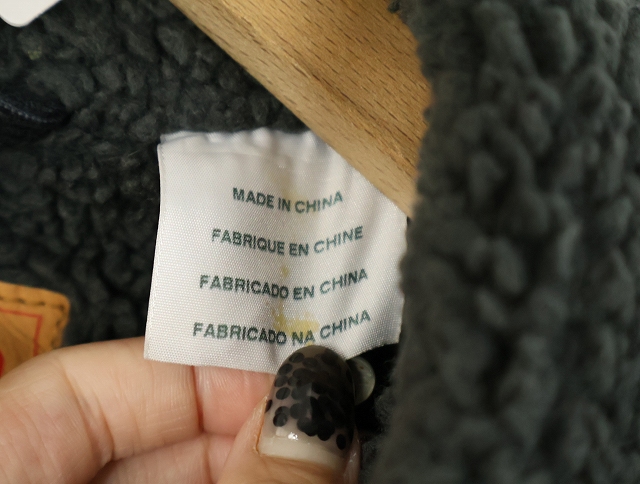 MADE IN CHINA
FABRIQUE EN CHINE
FABRICADO EN CHINA
FABRICADO NA CHINA